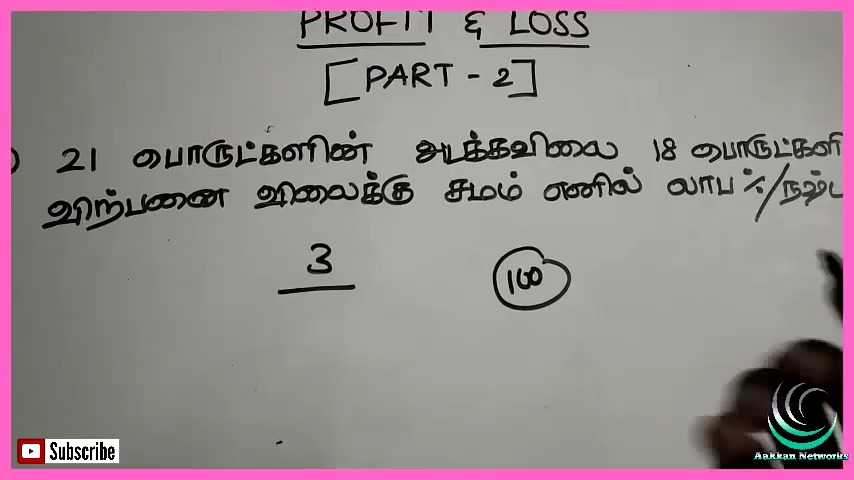 PROFIT & LOSS
[PART - 2]
) 21 பொருட்களின் அடக்கவிலை 18 பொருட்களி
விற்பனை விலைக்கு சமம் எனில் லாப %/நஷ்ட
3
100
Subscribe
Aakkan Networks